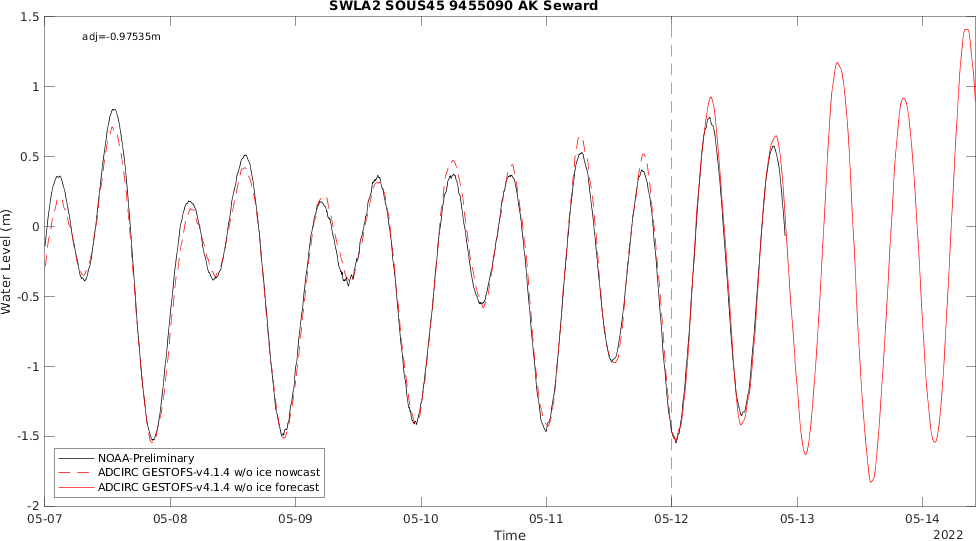 SWLA2 SOUS45 9455090 AK Seward
adj=-0.97535m
1.5
1
0.5
0
-0.5
-1
-1.5
-2
Water Level (m)
NOAA-Preliminary
ADCIRC GESTOFS-v4.1.4 w/o ice nowcast
ADCIRC GESTOFS-v4.1.4 w/o ice forecast
05-07 05-08 05-09 05-10 05-11 05-12 05-13 05-14
Time
2022